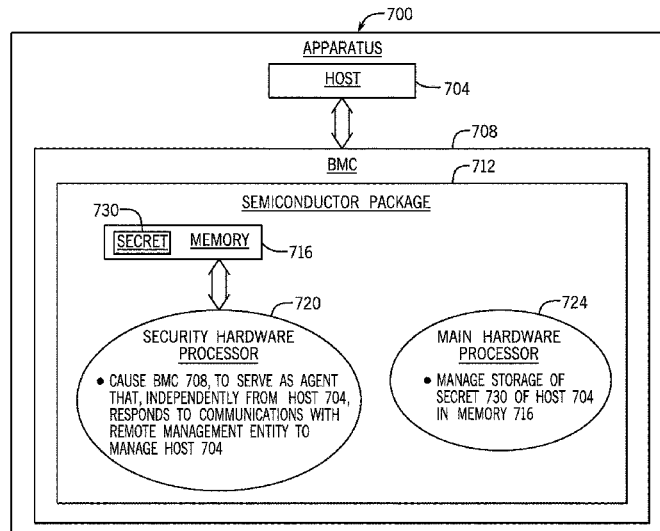 700
APPARATUS
HOST
704
708
BMC
712
SEMICONDUCTOR PACKAGE
730
SECRET MEMORY
716
720
SECURITY HARDWARE
PROCESSOR
• CAUSE BMC 708, TO SERVE AS AGENT
THAT, INDEPENDENTLY FROM HOST 704,
RESPONDS TO COMMUNICATIONS WITH
REMOTE MANAGEMENT ENTITY TO
MANAGE HOST 704
724
MAIN HARDWARE
PROCESSOR
• MANAGE STORAGE OF
SECRET 730 OF HOST 704
IN MEMORY 716